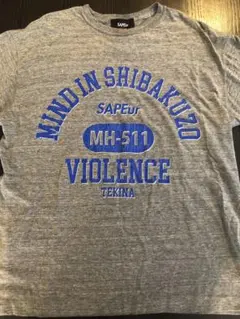 SAPEur
MIND IN SHIBAKUZO
SAPEur
MH-511
VIOLENCE
TEKINA